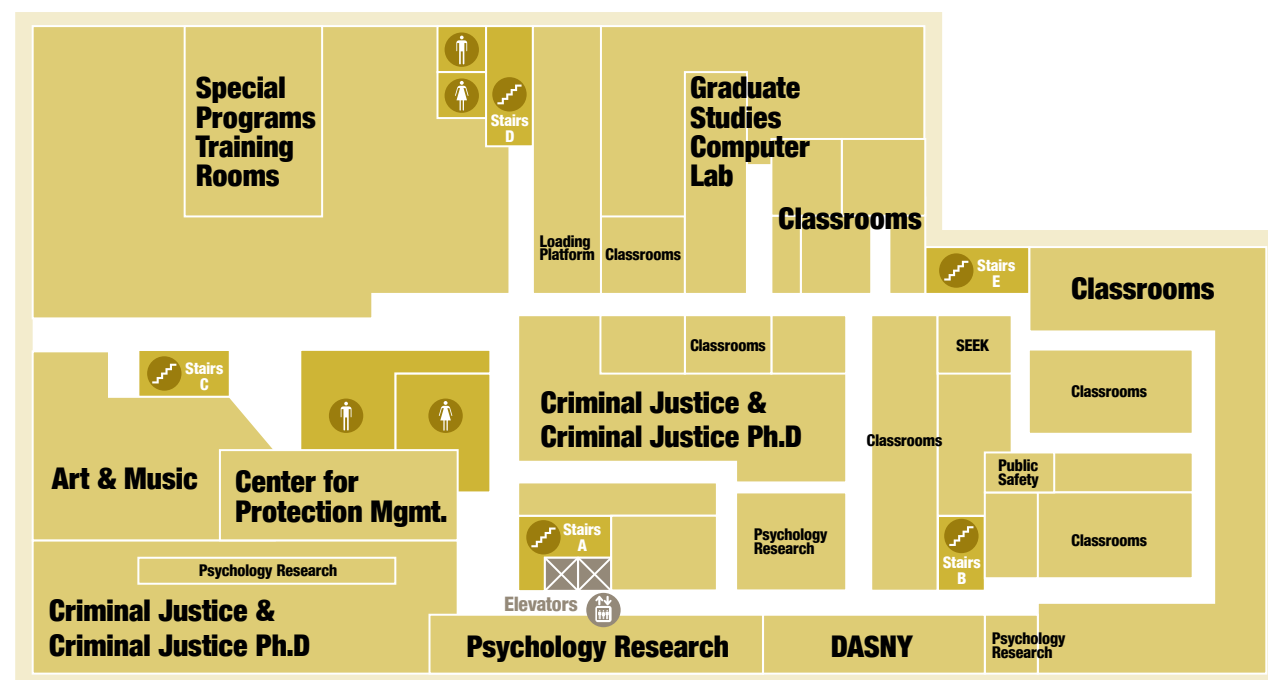 Special
Programs
Training
Rooms
Stairs
D
Graduate
Studies
Computer
Lab
Classrooms
Loading
Platform
Classrooms
Stairs
E
Classrooms
Stairs
C
Classrooms
SEEK
Classrooms
Criminal Justice &
Criminal Justice Ph.D
Classrooms
Art & Music
Center for
Protection Mgmt.
Public
Safety
Stairs
A
Psychology
Research
Stairs
B
Classrooms
Psychology Research
Elevators
Criminal Justice &
Criminal Justice Ph.D
Psychology Research
DASNY
Psychology
Research